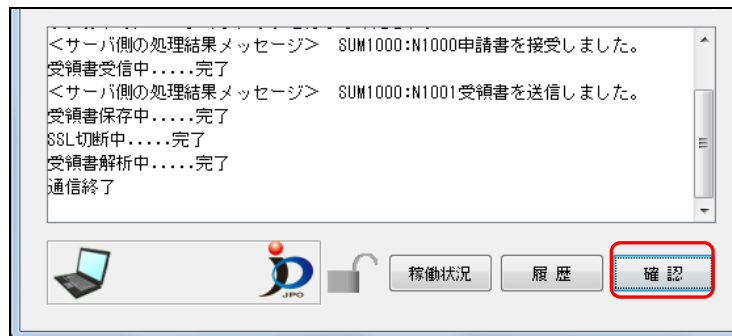 ＜サーバ側の処理結果メッセージ＞　SUM1000:N1000申請書を接受しました。
受領書受信中.....完了
＜サーバ側の処理結果メッセージ＞　SUM1000:N1001受領書を送信しました。
受領書保存中.....完了
SSL切断中.....完了
受領書解析中.....完了
通信終了
JPO
稼働状況
履 歴
確 認